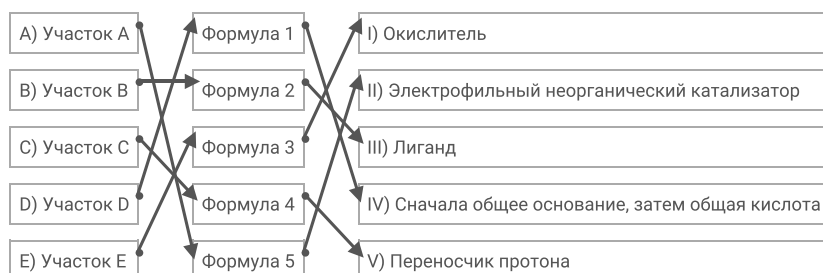 A) Участок A Формула 1 I) Окислитель
B) Участок B Формула 2 II) Электрофильный неорганический катализатор
C) Участок C Формула 3 III) Лиганд
D) Участок D Формула 4 IV) Сначала общее основание, затем общая кислота
E) Участок E Формула 5 V) Переносчик протона